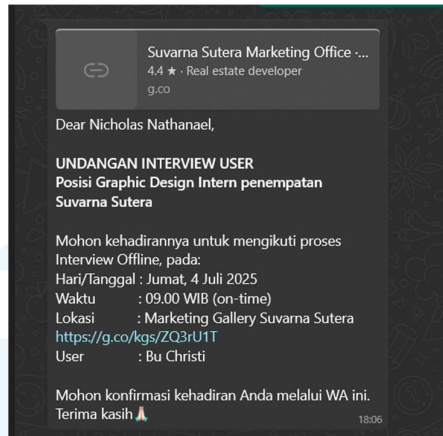 Suvarna Sutera Marketing Office ·...
4.4 ★ · Real estate developer
g.co
Dear Nicholas Nathanael,
UNDANGAN INTERVIEW USER
Posisi Graphic Design Intern penempatan
Suvarna Sutera
Mohon kehadirannya untuk mengikuti proses
Interview Offline, pada:
Hari/Tanggal : Jumat, 4 Juli 2025
Waktu : 09.00 WIB (on-time)
Lokasi : Marketing Gallery Suvarna Sutera
https://g.co/kgs/ZQ3rU1T
User : Bu Christi
Mohon konfirmasi kehadiran Anda melalui WA ini.
Terima kasih🙏🏻
18:06